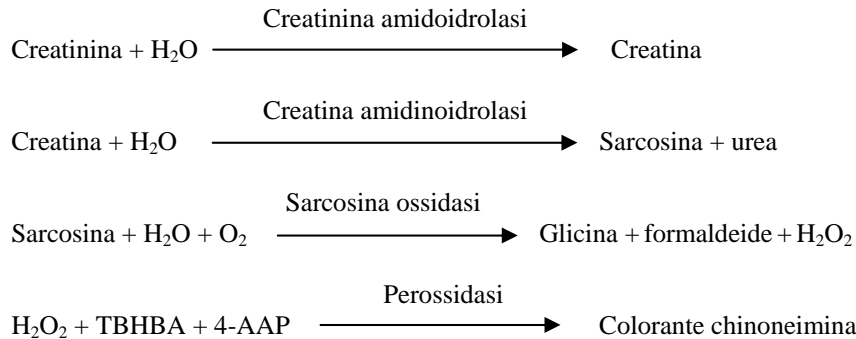 Creatinina amidoidrolasi
Creatinina + H₂O Creatina
Creatina amidinoidrolasi
Creatina + H₂O Sarcosina + urea
Sarcosina ossidasi
Sarcosina + H₂O + O₂ Glicina + formaldeide + H₂O₂
Perossidasi
H₂O₂ + TBHBA + 4-AAP Colorante chinoneimina